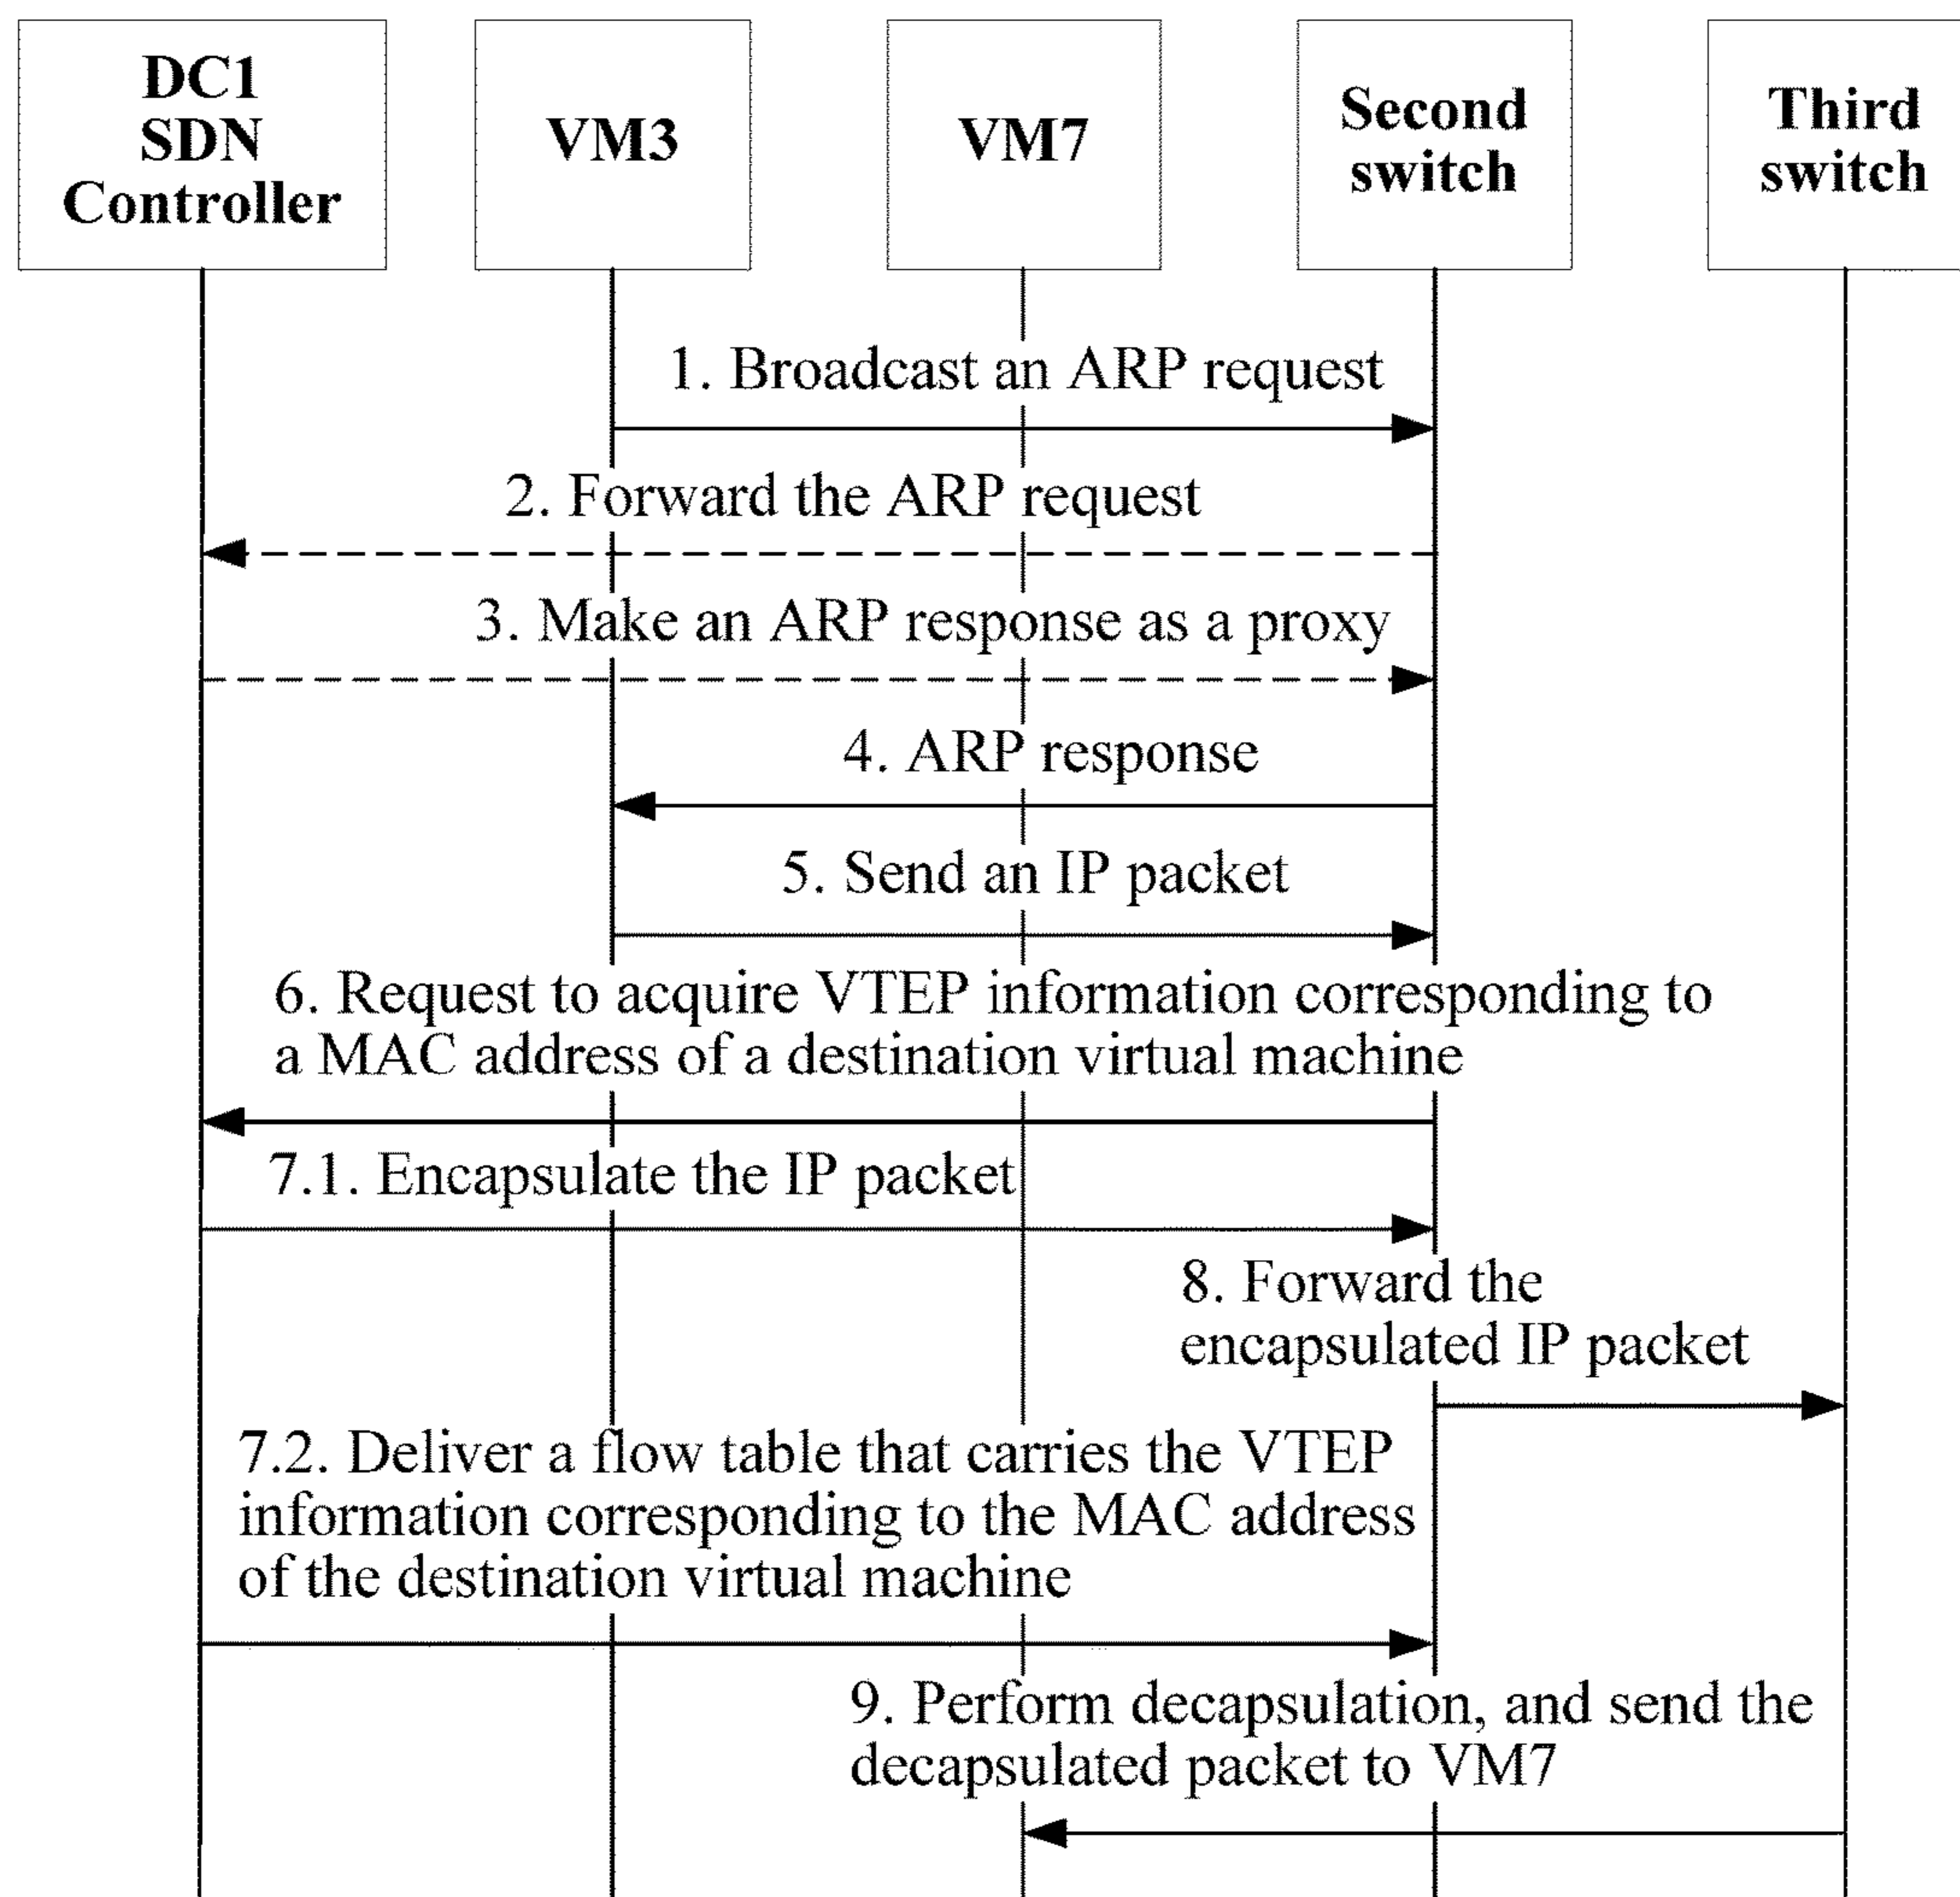 DC1
SDN
Controller
VM3
VM7
Second
switch
Third
switch
1. Broadcast an ARP request
2. Forward the ARP request
3. Make an ARP response as a proxy
4. ARP response
5. Send an IP packet
6. Request to acquire VTEP information corresponding to
a MAC address of a destination virtual machine
7.1. Encapsulate the IP packet
8. Forward the
encapsulated IP packet
7.2. Deliver a flow table that carries the VTEP
information corresponding to the MAC address
of the destination virtual machine
9. Perform decapsulation, and send the
decapsulated packet to VM7